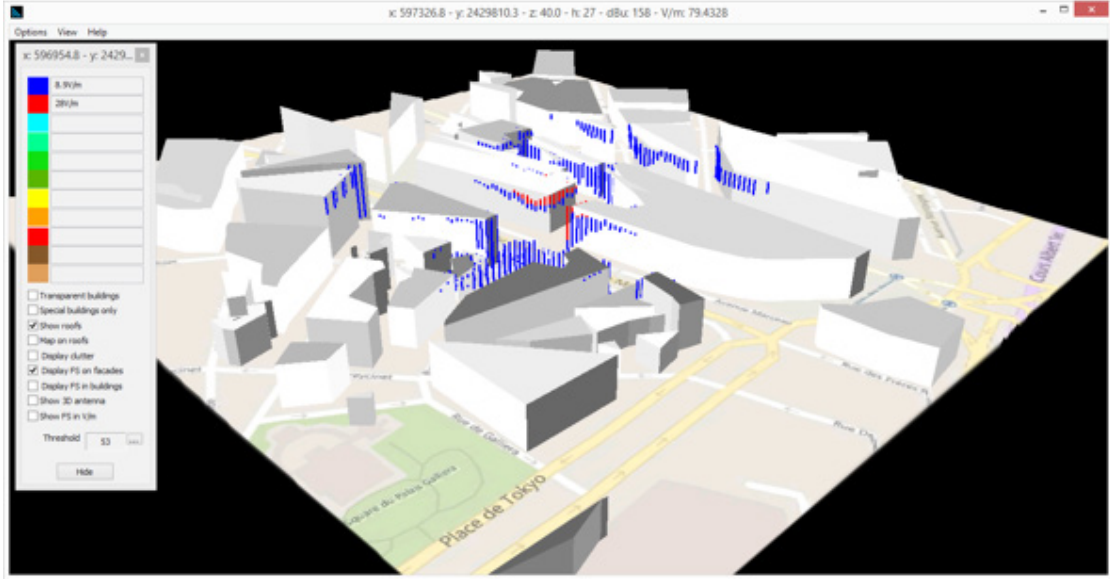 x: 597326.8 - y: 2429810.3 - z: 40.0 - h: 27 - dBu: 158 - V/m: 79.4328
Options View Help
x: 596954.8 - y: 2429...
8.9V/m
28V/m
Transparent buildings
Special buildings only
Show roofs
Map on roofs
Display clutter
Display FS on facades
Display FS in buildings
Show 3D antenna
Show FS in V/m
Threshold 53 ...
Hide
Avenue Marceau
Rue des Frères
Rue de Galliera
Square du Palais Galliera
Place de Tokyo